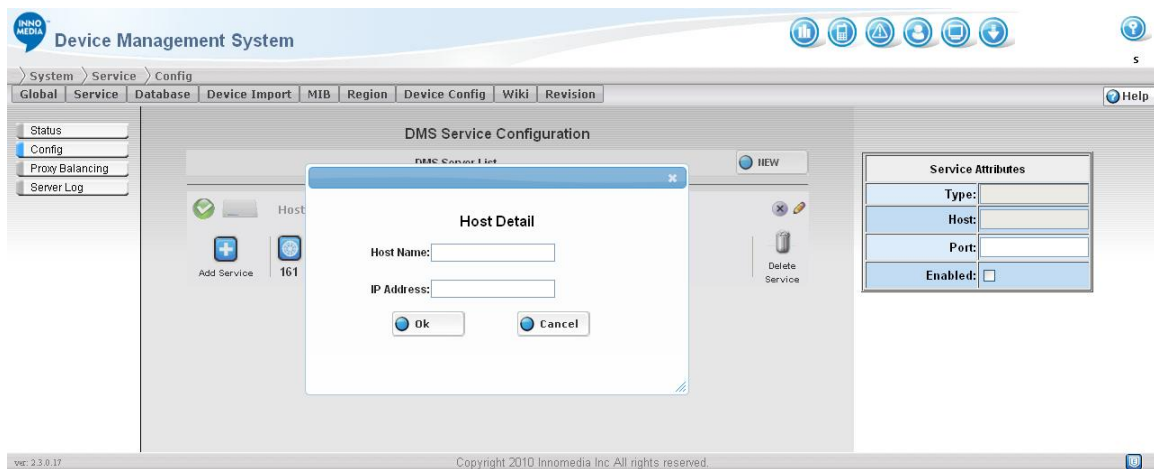 INNO
MEDIA
Device Management System
s
System Service Config
Global Service Database Device Import MIB Region Device Config Wiki Revision
Help
Status
Config
Proxy Balancing
Server Log
DMS Service Configuration
DMS Server List
NEW
Host
Add Service
161
Delete
Service
Host Detail
Host Name:
IP Address:
Ok
Cancel
Service Attributes
Type:
Host:
Port:
Enabled:
ver: 2.3.0.17
Copyright 2010 Innomedia Inc All rights reserved.